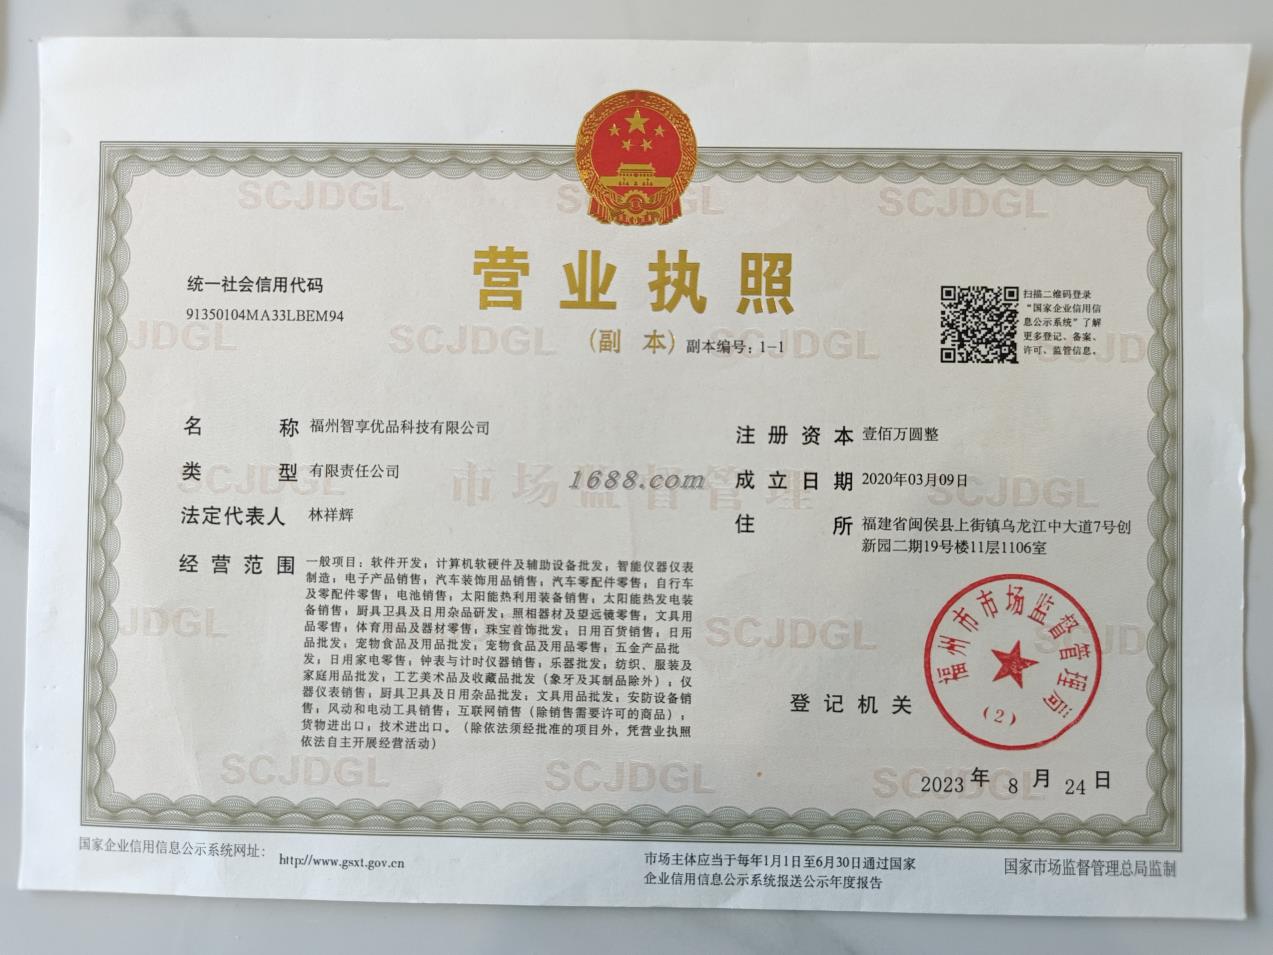 营业执照
(副 本) 副本编号：1-1
统一社会信用代码
91350104MA33LBEM94
扫描二维码登录
“国家企业信用信
息公示系统”了解
更多登记、备案、
许可、监管信息。
名 称 福州智享优品科技有限公司
类 型 有限责任公司
法定代表人 林祥辉
经营范围 一般项目：软件开发；计算机软硬件及辅助设备批发；智能仪器仪表
制造；电子产品销售；汽车装饰用品销售；汽车零配件零售；自行车
及零配件零售；电池销售；太阳能热利用装备销售；太阳能热发电装
备销售；厨具卫具及日用杂品研发；照相器材及望远镜零售；文具用
品零售；体育用品及器材零售；珠宝首饰批发；日用百货销售；日用
品批发；宠物食品及用品批发；宠物食品及用品零售；五金产品批
发；日用家电零售；钟表与计时仪器销售；乐器批发；纺织、服装及
家庭用品批发；工艺美术品及收藏品批发（象牙及其制品除外）；仪
器仪表销售；厨具卫具及日用杂品批发；文具用品批发；安防设备销
售；风动和电动工具销售；互联网销售（除销售需要许可的商品）；
货物进出口；技术进出口。（除依法须经批准的项目外，凭营业执照
依法自主开展经营活动）
注册资本 壹佰万圆整
成立日期 2020年03月09日
住 所 福建省闽侯县上街镇乌龙江中大道7号创
新园二期19号楼11层1106室
1688.com
市场监督管理
SCJDGL
登记机关
福州市市场监督管理局
(2)
2023年 8 月 24 日
国家企业信用信息公示系统网址：
http://www.gsxt.gov.cn
市场主体应当于每年1月1日至6月30日通过国家
企业信用信息公示系统报送公示年度报告
国家市场监督管理总局监制